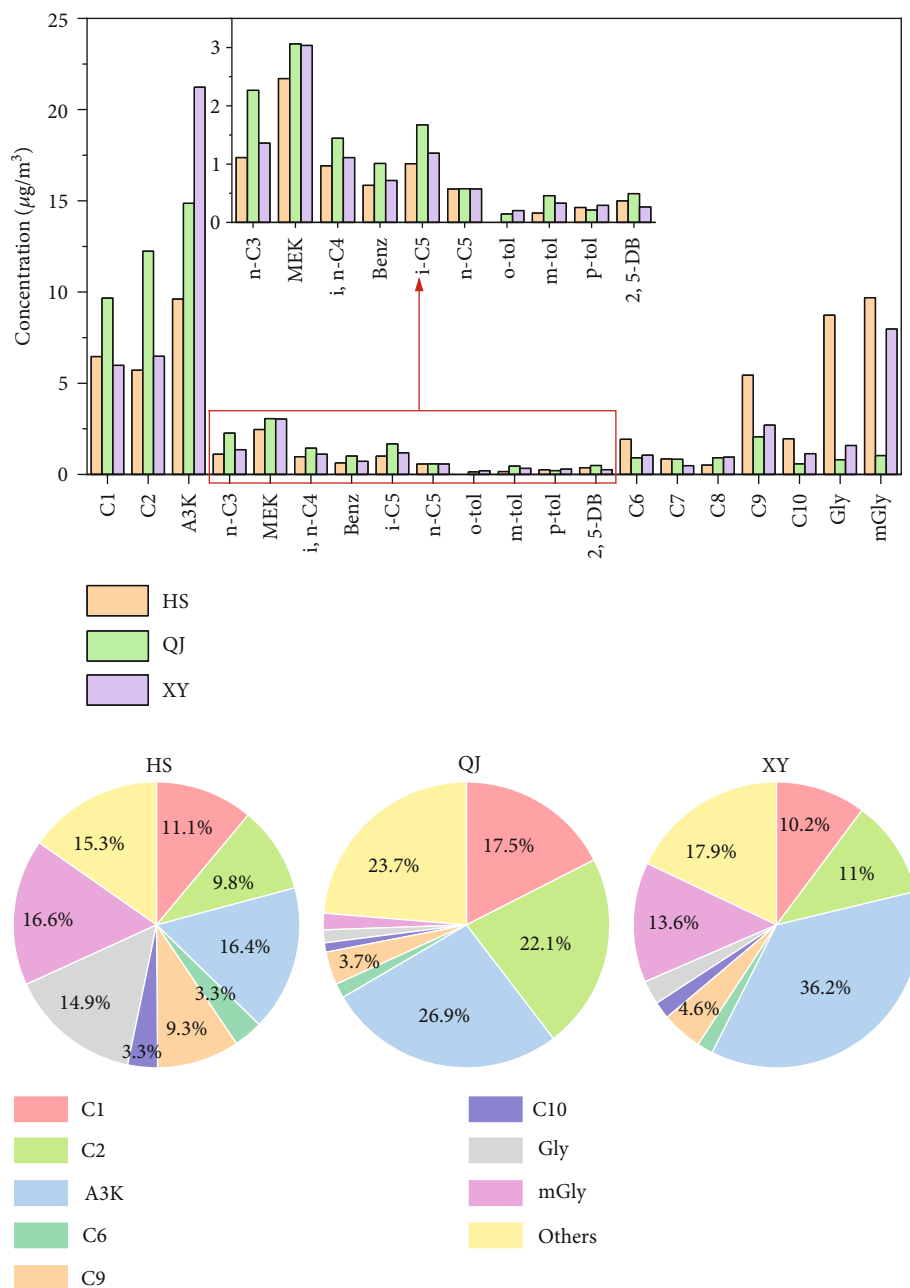 25
20
15
10
5
0
Concentration (μg/m³)
3
2
1
0
n-C3
MEK
i, n-C4
Benz
i-C5
n-C5
o-tol
m-tol
p-tol
2, 5-DB
C1
C2
A3K
n-C3
MEK
i, n-C4
Benz
i-C5
n-C5
o-tol
m-tol
p-tol
2, 5-DB
C6
C7
C8
C9
C10
Gly
mGly
HS
QJ
XY
HS
11.1%
9.8%
16.4%
3.3%
9.3%
3.3%
14.9%
16.6%
15.3%
QJ
17.5%
22.1%
26.9%
3.7%
23.7%
XY
10.2%
11%
36.2%
4.6%
13.6%
17.9%
C1
C2
A3K
C6
C9
C10
Gly
mGly
Others